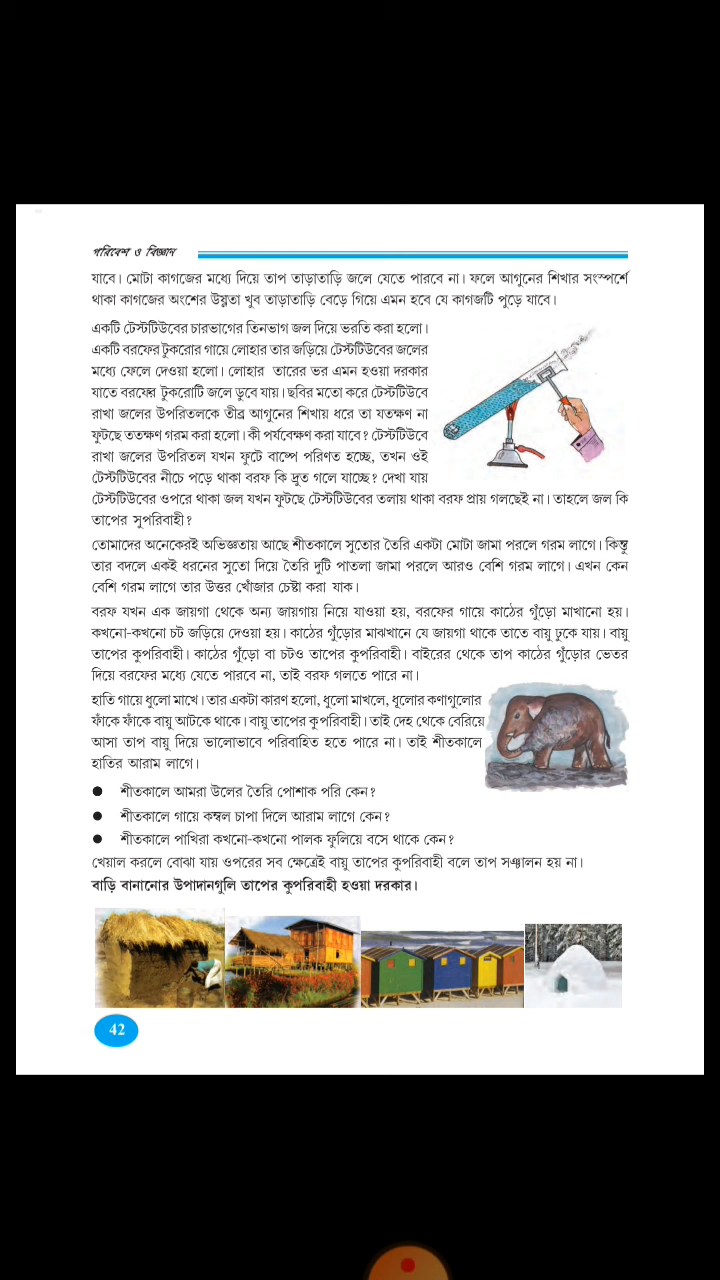 পরিবেশ ও বিজ্ঞান
যাবে। মোটা কাগজের মধ্যে দিয়ে তাপ তাড়াতাড়ি জলে যেতে পারবে না। ফলে আগুনের শিখার সংস্পর্শে
থাকা কাগজের অংশের উষ্ণতা খুব তাড়াতাড়ি বেড়ে গিয়ে এমন হবে যে কাগজটি পুড়ে যাবে।
একটি টেস্টটিউবের চারভাগের তিনভাগ জল দিয়ে ভরতি করা হলো।
একটি বরফের টুকরোর গায়ে লোহার তার জড়িয়ে টেস্টটিউবের জলের
মধ্যে ফেলে দেওয়া হলো। লোহার তারের ভর এমন হওয়া দরকার
যাতে বরফের টুকরোটি জলে ডুবে যায়। ছবির মতো করে টেস্টটিউবে
রাখা জলের উপরিতলকে তীব্র আগুনের শিখায় ধরে তা যতক্ষণ না
ফুটছে ততক্ষণ গরম করা হলো। কী পর্যবেক্ষণ করা যাবে? টেস্টটিউবে
রাখা জলের উপরিতল যখন ফুটে বাষ্পে পরিণত হচ্ছে, তখন ওই
টেস্টটিউবের নীচে পড়ে থাকা বরফ কি দ্রুত গলে যাচ্ছে? দেখা যায়
টেস্টটিউবের ওপরে থাকা জল যখন ফুটছে টেস্টটিউবের তলায় থাকা বরফ প্রায় গলছেই না। তাহলে জল কি
তাপের সুপরিবাহী?
তোমাদের অনেকেরই অভিজ্ঞতায় আছে শীতকালে সুতোর তৈরি একটা মোটা জামা পরলে গরম লাগে। কিন্তু
তার বদলে একই ধরনের সুতো দিয়ে তৈরি দুটি পাতলা জামা পরলে আরও বেশি গরম লাগে। এখন কেন
বেশি গরম লাগে তার উত্তর খোঁজার চেষ্টা করা যাক।
বরফ যখন এক জায়গা থেকে অন্য জায়গায় নিয়ে যাওয়া হয়, বরফের গায়ে কাঠের গুঁড়ো মাখানো হয়।
কখনো-কখনো চট জড়িয়ে দেওয়া হয়। কাঠের গুঁড়োর মাঝখানে যে জায়গা থাকে তাতে বায়ু ঢুকে যায়। বায়ু
তাপের কুপরিবাহী। কাঠের গুঁড়ো বা চটও তাপের কুপরিবাহী। বাইরের থেকে তাপ কাঠের গুঁড়োর ভেতর
দিয়ে বরফের মধ্যে যেতে পারবে না, তাই বরফ গলতে পারে না।
হাতি গায়ে ধুলো মাখে। তার একটা কারণ হলো, ধুলো মাখলে, ধূলোর কণাগুলোর
ফাঁকে ফাঁকে বায়ু আটকে থাকে। বায়ু তাপের কুপরিবাহী। তাই দেহ থেকে বেরিয়ে
আসা তাপ বায়ু দিয়ে ভালোভাবে পরিবাহিত হতে পারে না। তাই শীতকালে
হাতির আরাম লাগে।
● শীতকালে আমরা উলের তৈরি পোশাক পরি কেন?
● শীতকালে গায়ে কম্বল চাপা দিলে আরাম লাগে কেন?
● শীতকালে পাখিরা কখনো-কখনো পালক ফুলিয়ে বসে থাকে কেন?
খেয়াল করলে বোঝা যায় ওপরের সব ক্ষেত্রেই বায়ু তাপের কুপরিবাহী বলে তাপ সঞ্চালন হয় না।
বাড়ি বানানোর উপাদানগুলি তাপের কুপরিবাহী হওয়া দরকার।
42